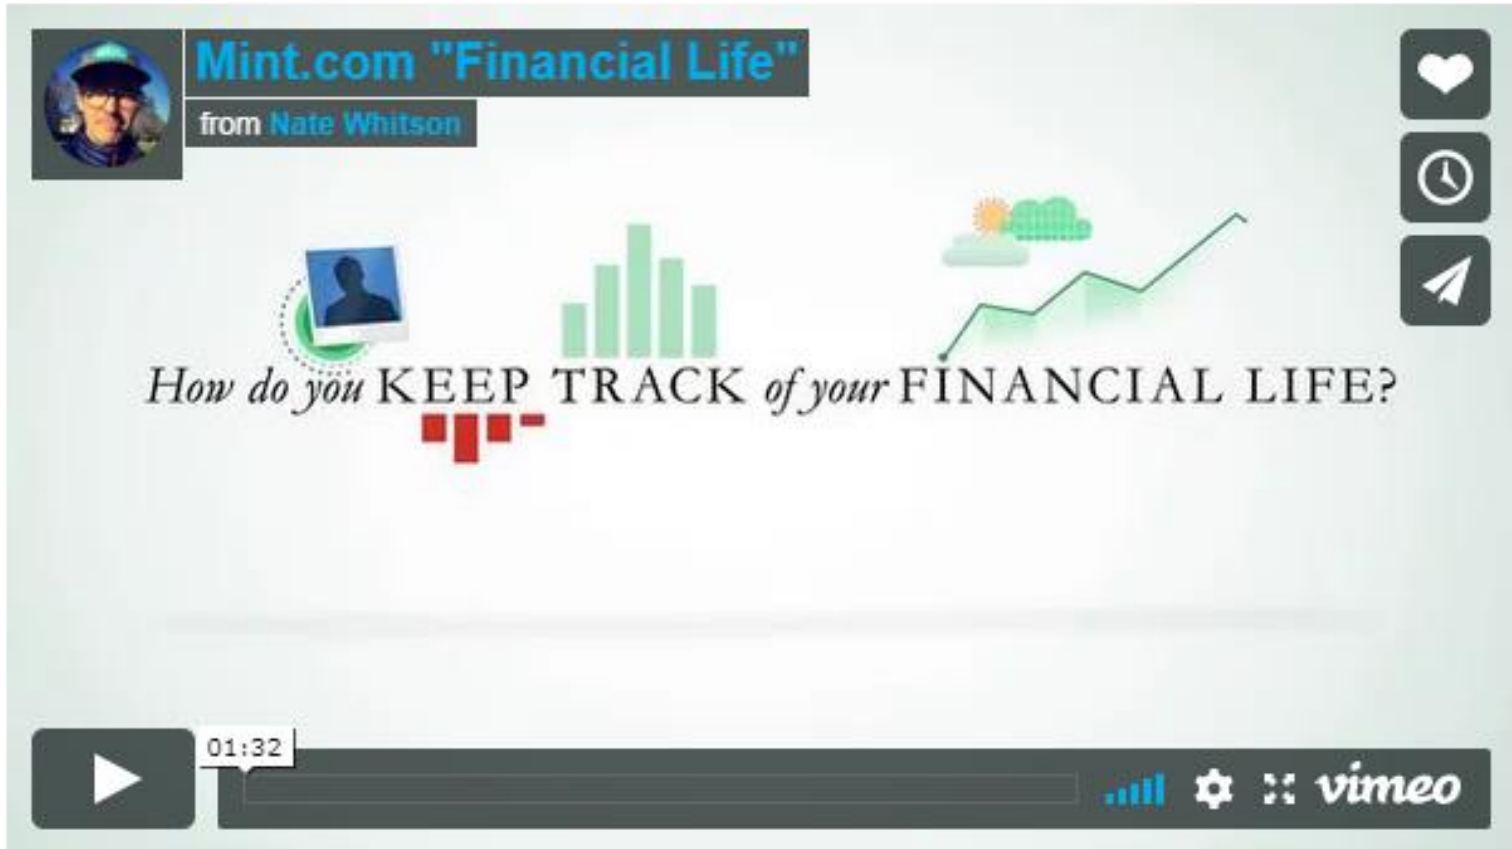 Mint.com "Financial Life"
from Nate Whitson
How do you KEEP TRACK of your FINANCIAL LIFE?
01:32
vimeo